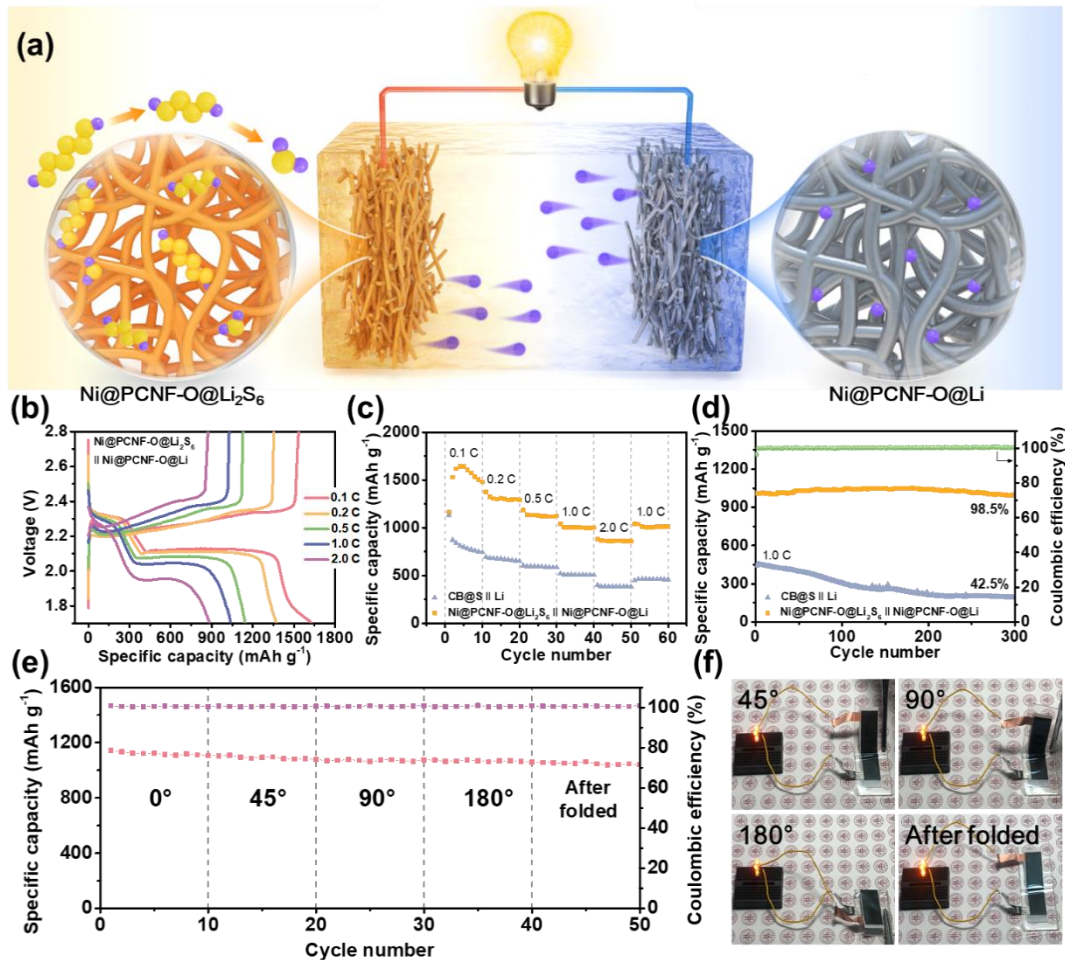 (a)
Ni@PCNF-O@Li₂S₆
Ni@PCNF-O@Li
(b)
2.8
2.6
2.4
2.2
2.0
1.8
Voltage (V)
Ni@PCNF-O@Li₂S₆
|| Ni@PCNF-O@Li
0.1 C
0.2 C
0.5 C
1.0 C
2.0 C
0 300 600 900 1200 1500 1800
Specific capacity (mAh g⁻¹)
(c)
2000
1500
1000
500
0
Specific capacity (mAh g⁻¹)
0.1 C
0.2 C
0.5 C
1.0 C
2.0 C
1.0 C
CB@S || Li
Ni@PCNF-O@Li₂S₆ || Ni@PCNF-O@Li
0 10 20 30 40 50 60
Cycle number
(d)
1500
1350
1200
1050
900
750
600
450
300
150
0
Specific capacity (mAh g⁻¹)
98.5%
1.0 C
42.5%
CB@S || Li
Ni@PCNF-O@Li₂S₆ || Ni@PCNF-O@Li
100
80
60
40
20
0
Coulombic efficiency (%)
0 100 200 300
Cycle number
(e)
1600
1200
800
400
0
Specific capacity (mAh g⁻¹)
0°
45°
90°
180°
After
folded
100
80
60
40
20
0
Coulombic efficiency (%)
0 10 20 30 40 50
Cycle number
(f)
45°
90°
180°
After folded